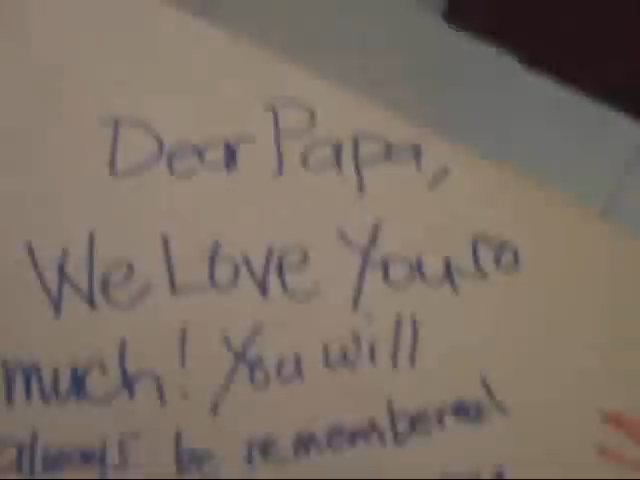 Dear Papa,
We Love You so
much! You will
always be remembered